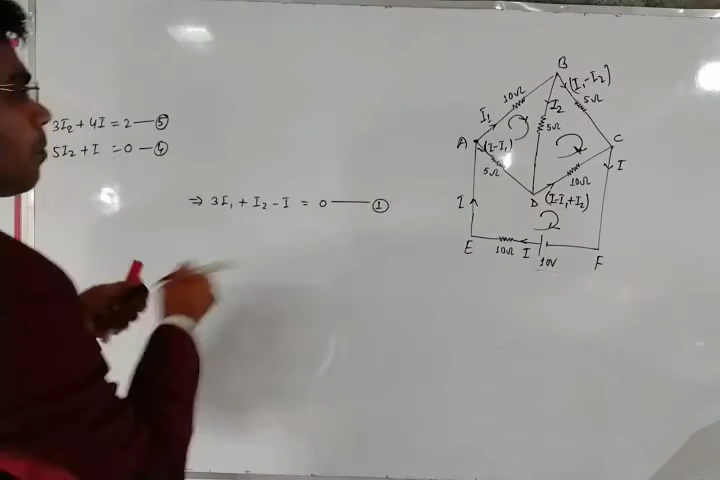 3I₂ + 4I = 2 — ⑤
5I₂ + I = 0 — ④
⇒ 3I₁ + I₂ - I = 0 — ①
B
10Ω
(I₁-I₂)
I₂
5Ω
I₁
5Ω
A
(I-I₁)
C
5Ω
I
10Ω
D
(I-I₁+I₂)
I
E
10Ω
I
10V
F